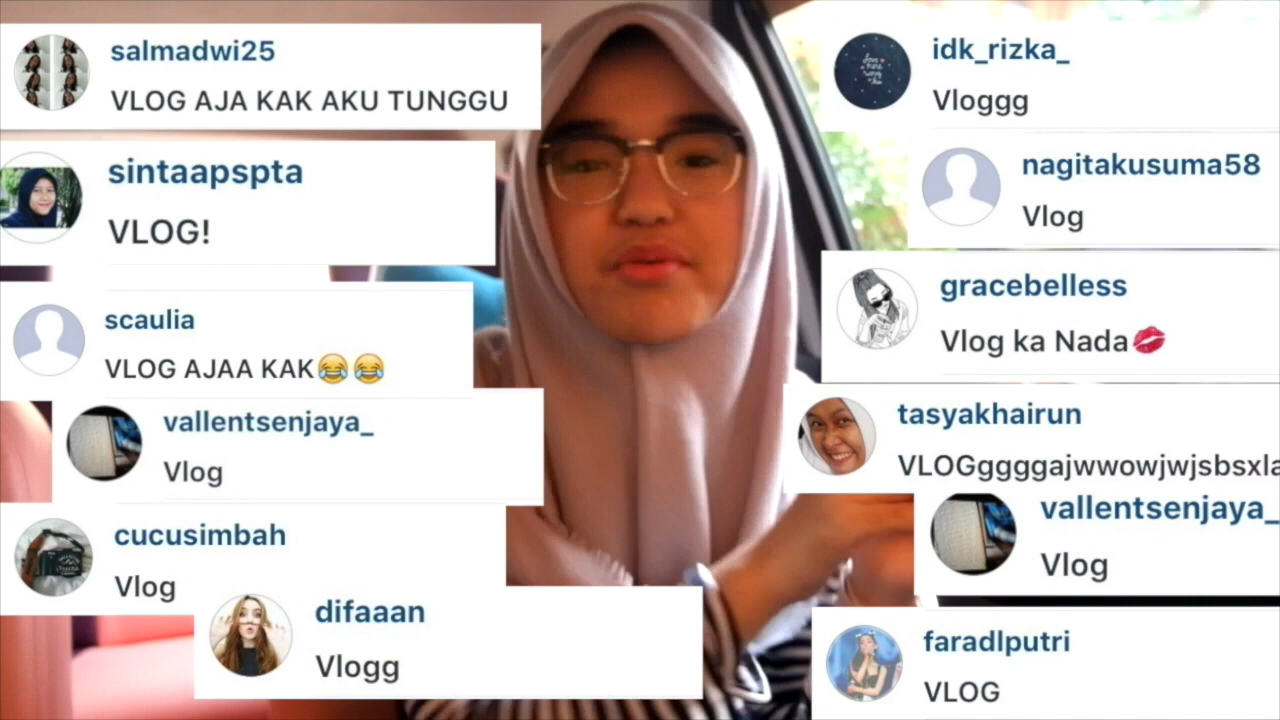 salmadwi25
VLOG AJA KAK AKU TUNGGU
sintaapspta
VLOG!
scaulia
VLOG AJAA KAK😂😂
vallentsenjaya_
Vlog
cucusimbah
Vlog
difaaan
Vlogg
idk_rizka_
Vloggg
nagitakusuma58
Vlog
gracebelless
Vlog ka Nada💋
tasyakhairun
VLOGggggajwwowjwjsbsxla
vallentsenjaya_
Vlog
faradlputri
VLOG